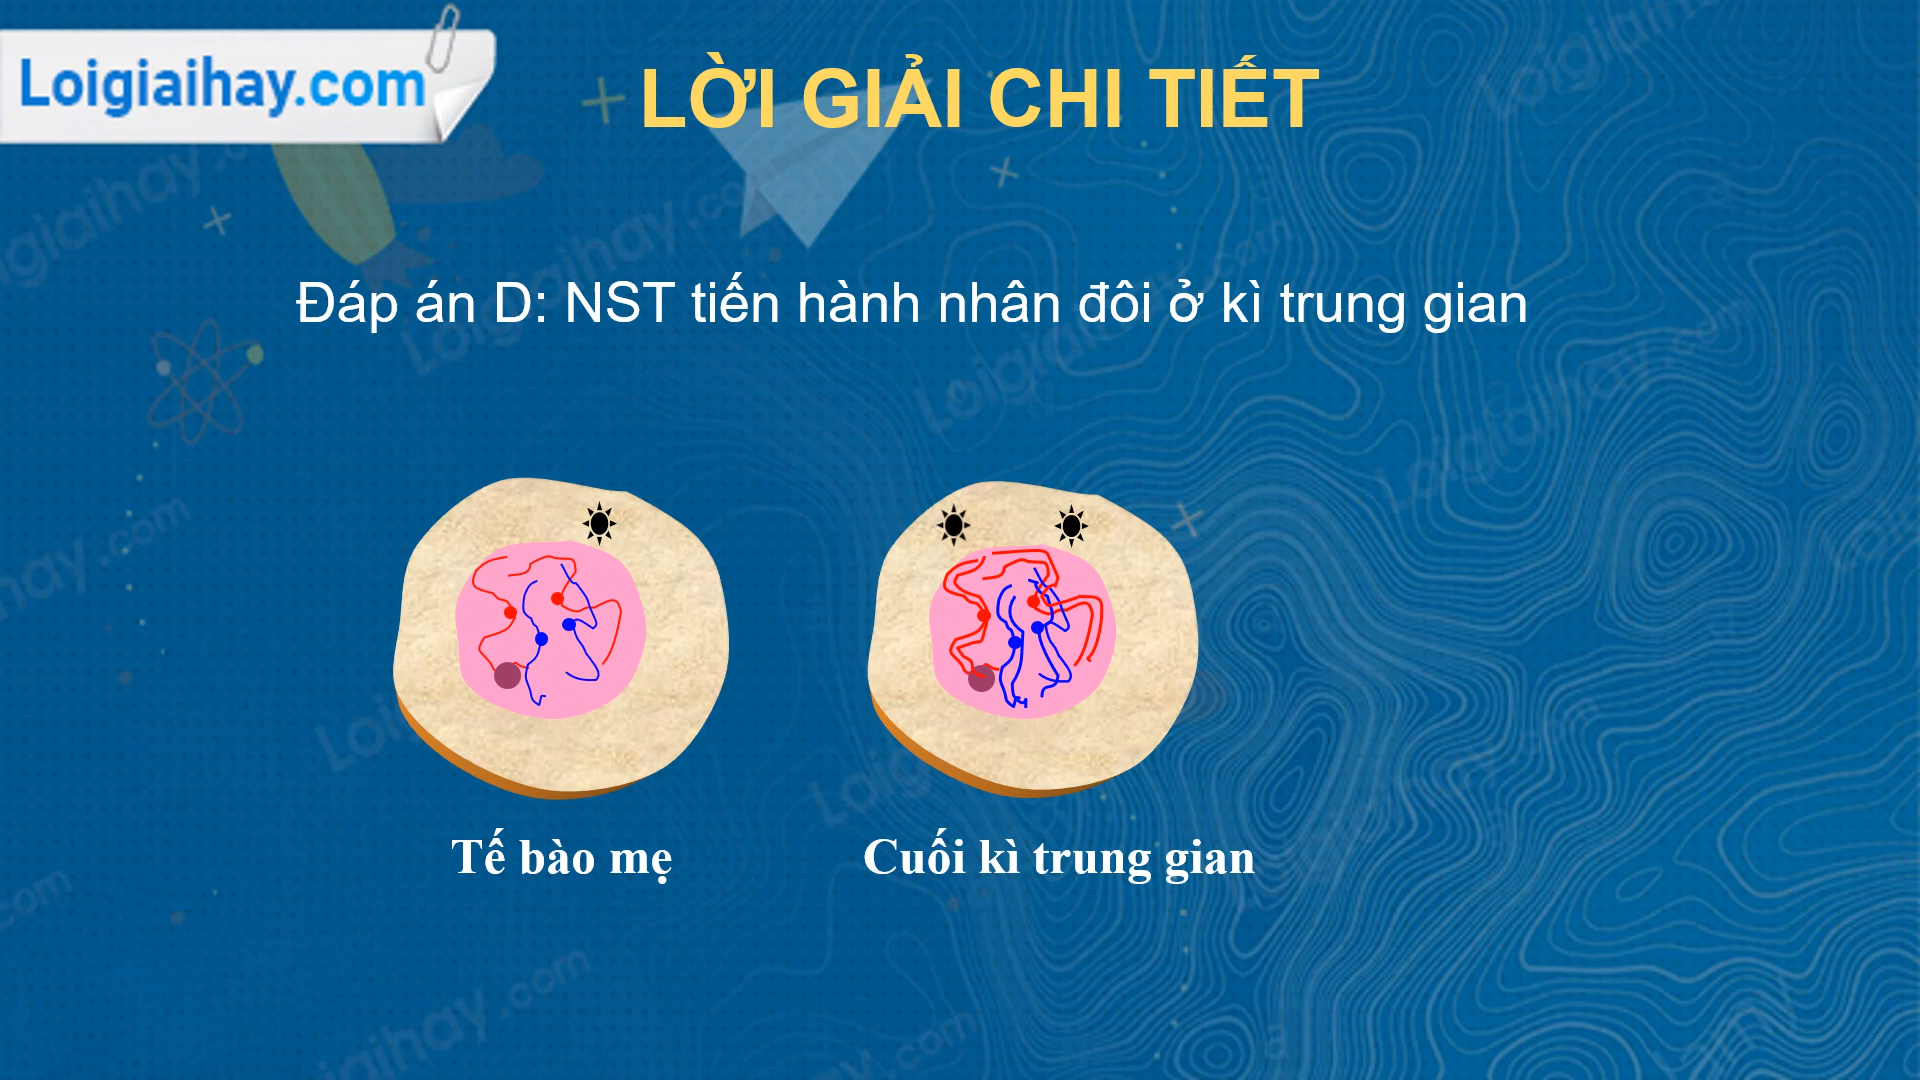 Loigiaihay.com
LỜI GIẢI CHI TIẾT
Đáp án D: NST tiến hành nhân đôi ở kì trung gian
Tế bào mẹ
Cuối kì trung gian